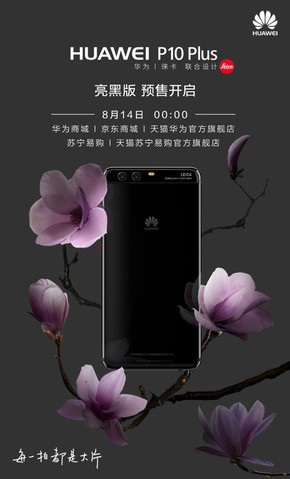 HUAWEI
HUAWEI P10 Plus
华为 | 徕卡 联合设计 Leica
亮黑版 预售开启
8月14日 00:00
华为商城 | 京东商城 | 天猫华为官方旗舰店
苏宁易购 | 天猫苏宁易购官方旗舰店
LEICA
HUAWEI
每一拍都是大片